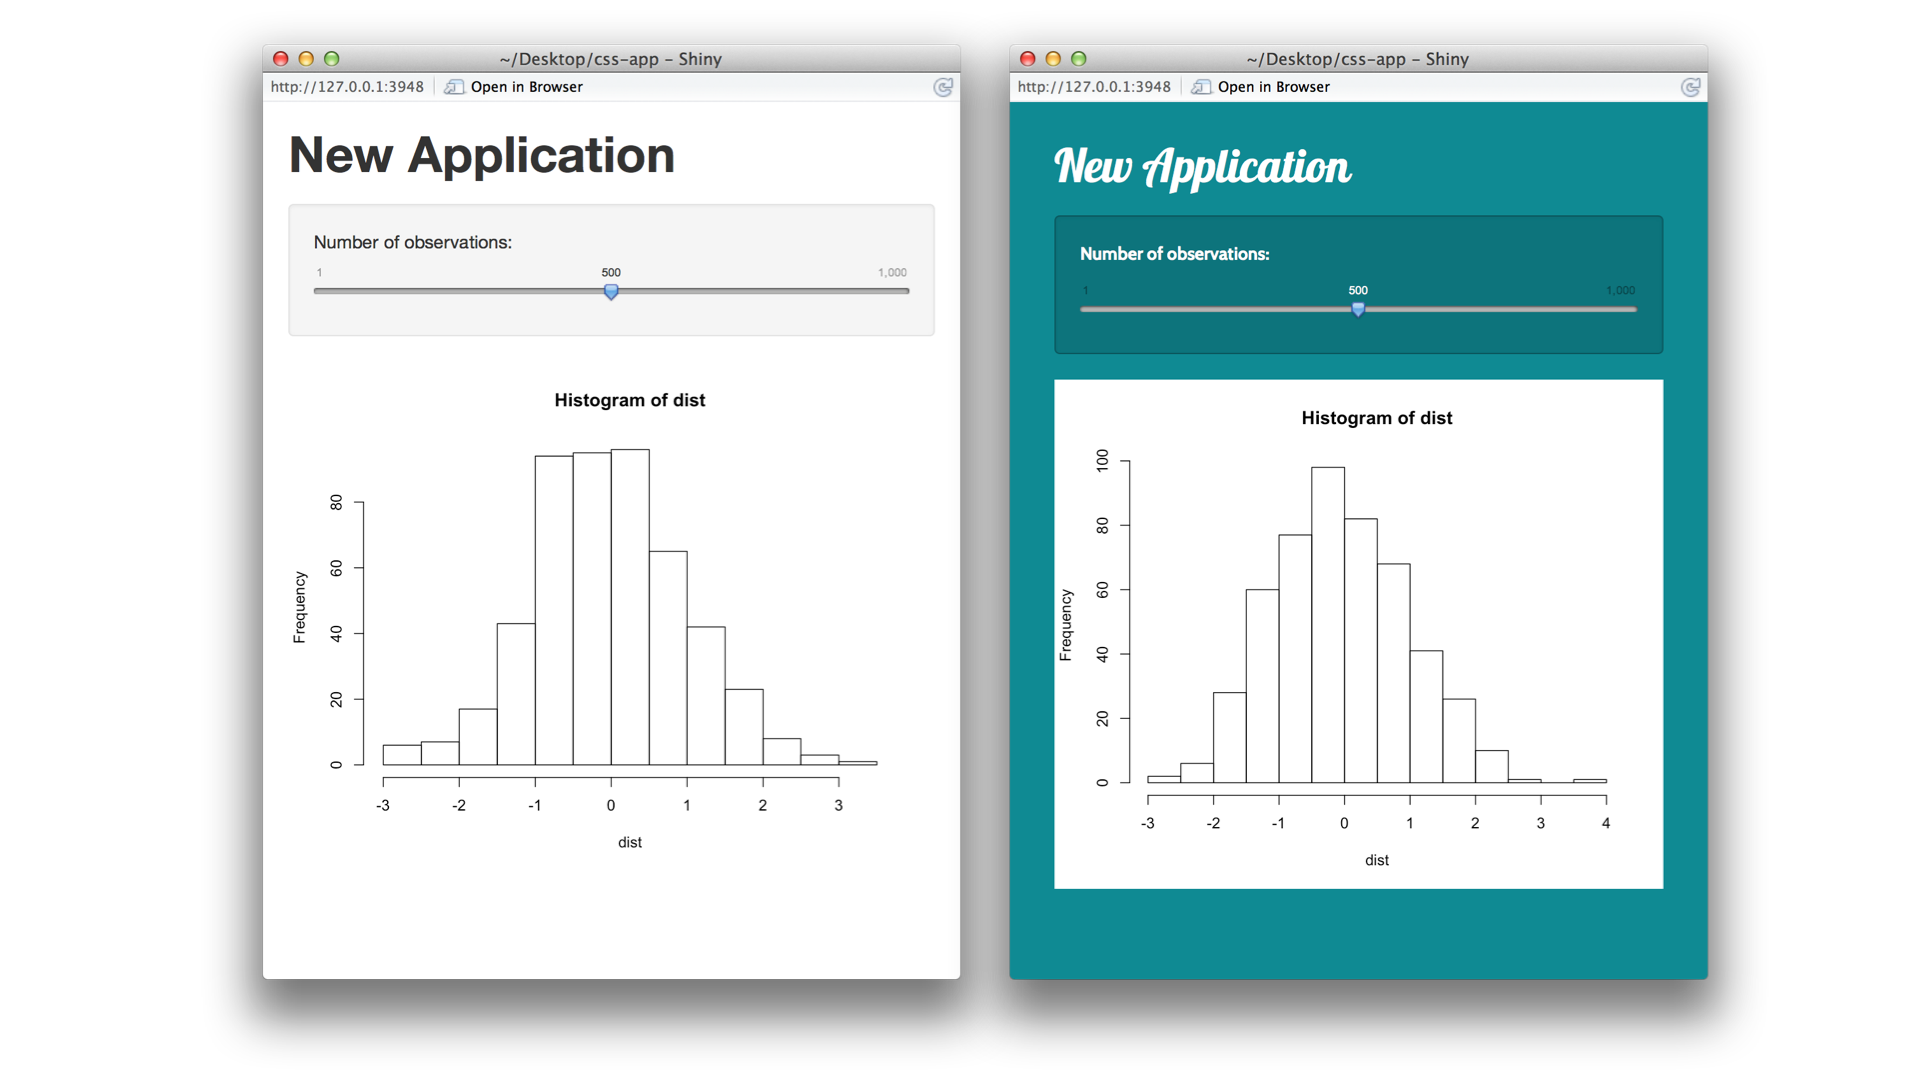 ~/Desktop/css-app – Shiny
http://127.0.0.1:3948 Open in Browser
New Application
Number of observations:
1 500 1,000
Histogram of dist
80
60
40
20
0
Frequency
-3 -2 -1 0 1 2 3
dist
~/Desktop/css-app – Shiny
http://127.0.0.1:3948 Open in Browser
New Application
Number of observations:
1 500 1,000
Histogram of dist
100
80
60
40
20
0
Frequency
-3 -2 -1 0 1 2 3 4
dist